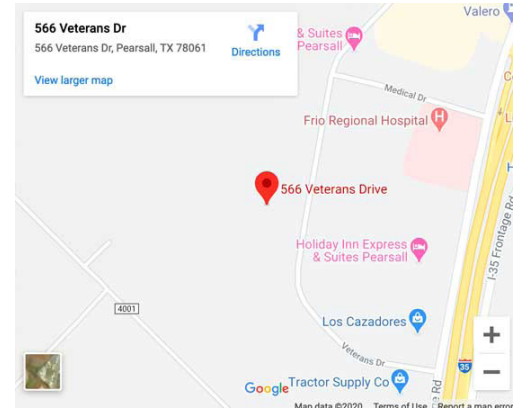 566 Veterans Dr
566 Veterans Dr, Pearsall, TX 78061
Directions
View larger map
Valero
& Suites
Pearsall
Medical Dr
Frio Regional Hospital
H
566 Veterans Drive
I-35 Frontage Rd
Holiday Inn Express
& Suites Pearsall
4001
Los Cazadores
Veterans Dr
35
+
−
Google
Tractor Supply Co
Map data ©2020
Terms of Use
Report a map error